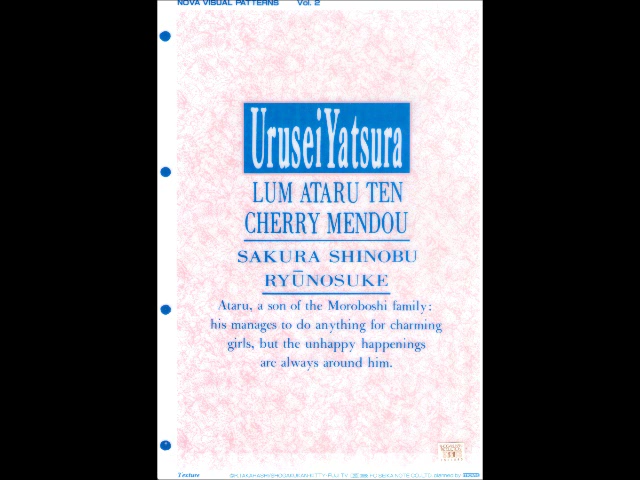 NOVA VISUAL PATTERNS Vol. 2
UruseiYatsura
LUM ATARU TEN
CHERRY MENDOU
SAKURA SHINOBU
RYŪNOSUKE
Ataru, a son of the Moroboshi family:
his manages to do anything for charming
girls, but the unhappy happenings
are always around him.
Texture